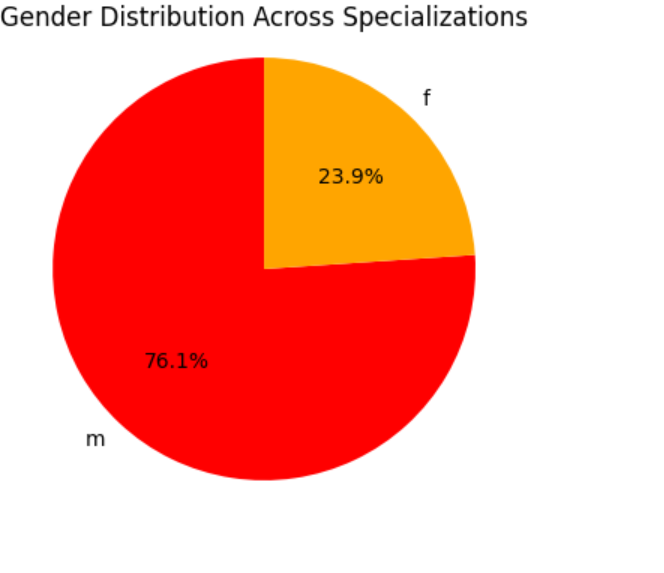 Gender Distribution Across Specializations
f
23.9%
76.1%
m